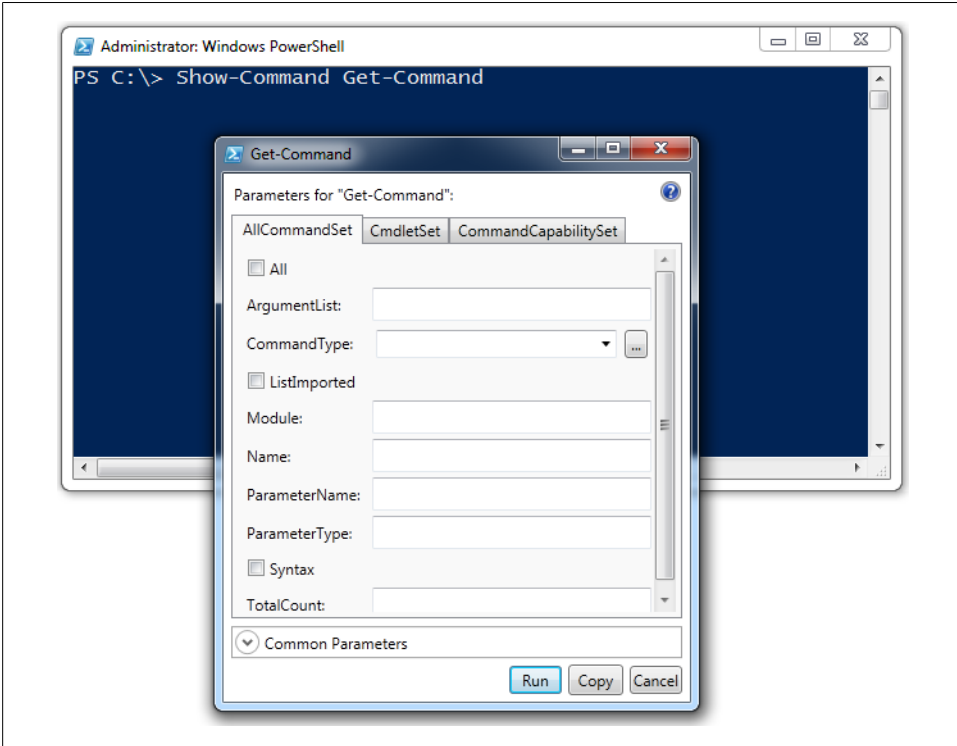 Administrator: Windows PowerShell
PS C:\> Show-Command Get-Command
Get-Command
Parameters for "Get-Command":
AllCommandSet CmdletSet CommandCapabilitySet
All
ArgumentList:
CommandType:
...
ListImported
Module:
Name:
ParameterName:
ParameterType:
Syntax
TotalCount:
Common Parameters
Run Copy Cancel